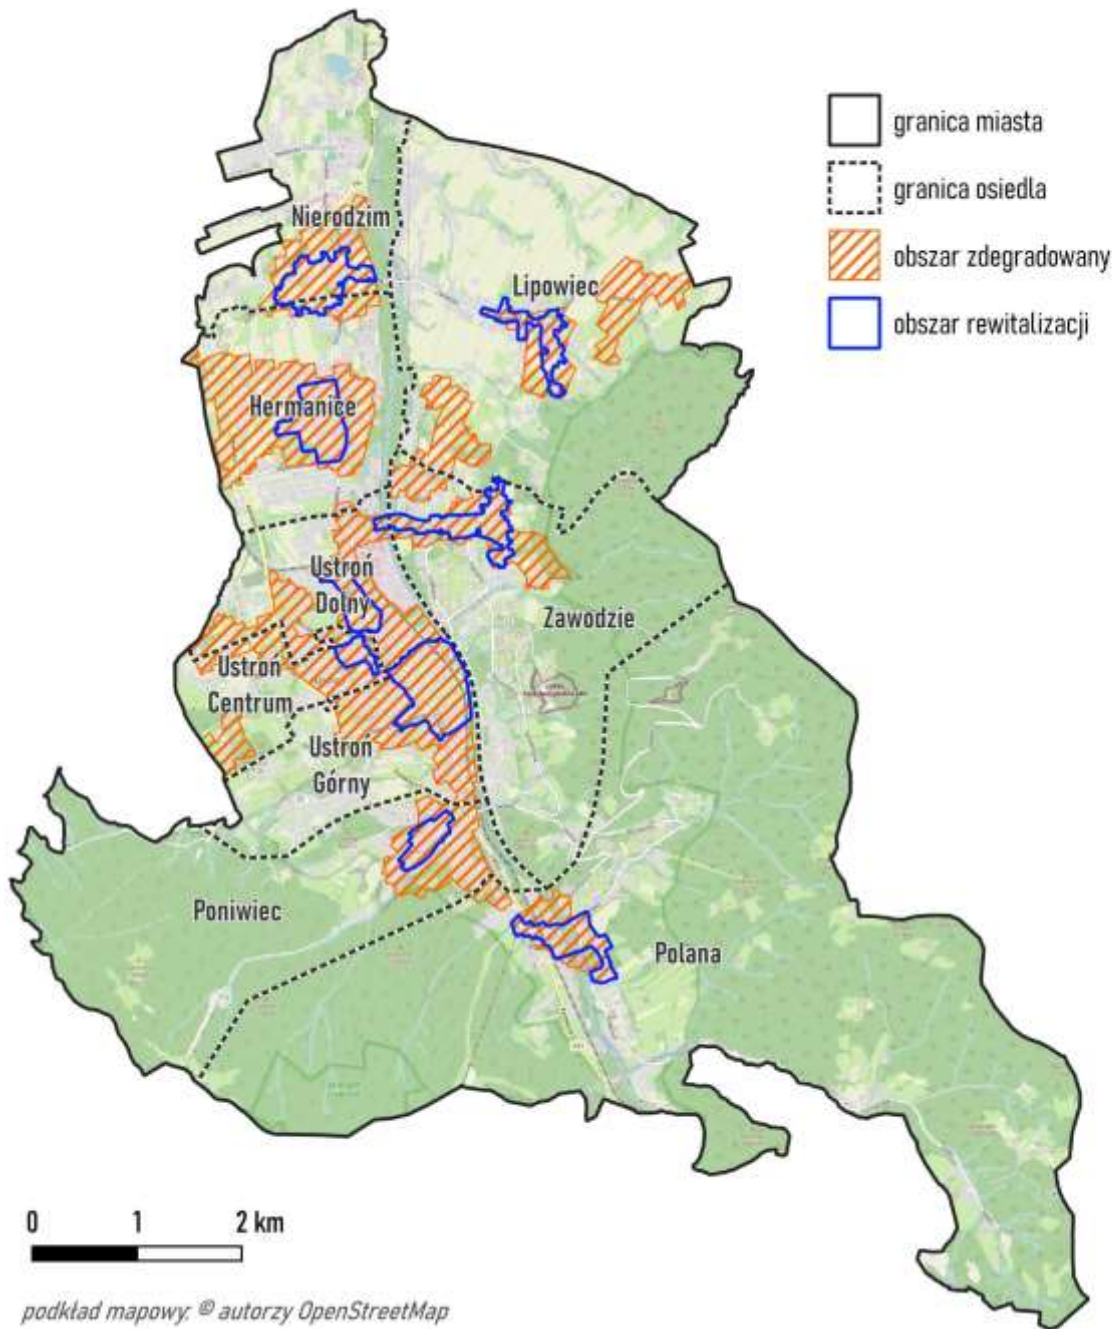 granica miasta
granica osiedla
obszar zdegradowany
obszar rewitalizacji
Nierodzim
Lipowiec
Hermanice
Ustroń
Dolny
Zawodzie
Ustroń
Centrum
Ustroń
Górny
Poniwiec
Polana
0 1 2 km
podkład mapowy: © autorzy OpenStreetMap